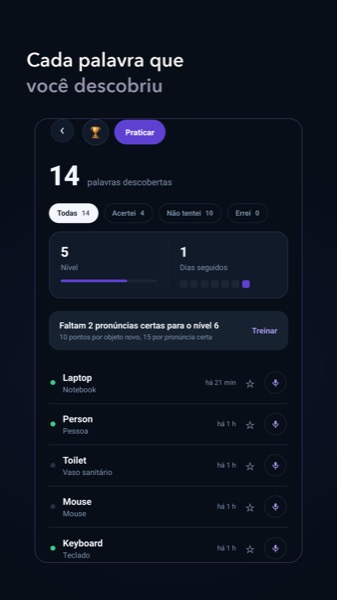 Cada palavra que
você descobriu
Praticar
14 palavras descobertas
Todas 14 Acertei 4 Não tentei 10 Errei 0
5 1
Nível Dias seguidos
Faltam 2 pronúncias certas para o nível 6
10 pontos por objeto novo, 15 por pronúncia certa
Treinar
Laptop
Notebook
há 21 min
Person
Pessoa
há 1 h
Toilet
Vaso sanitário
há 1 h
Mouse
Mouse
há 1 h
Keyboard
Teclado
há 1 h